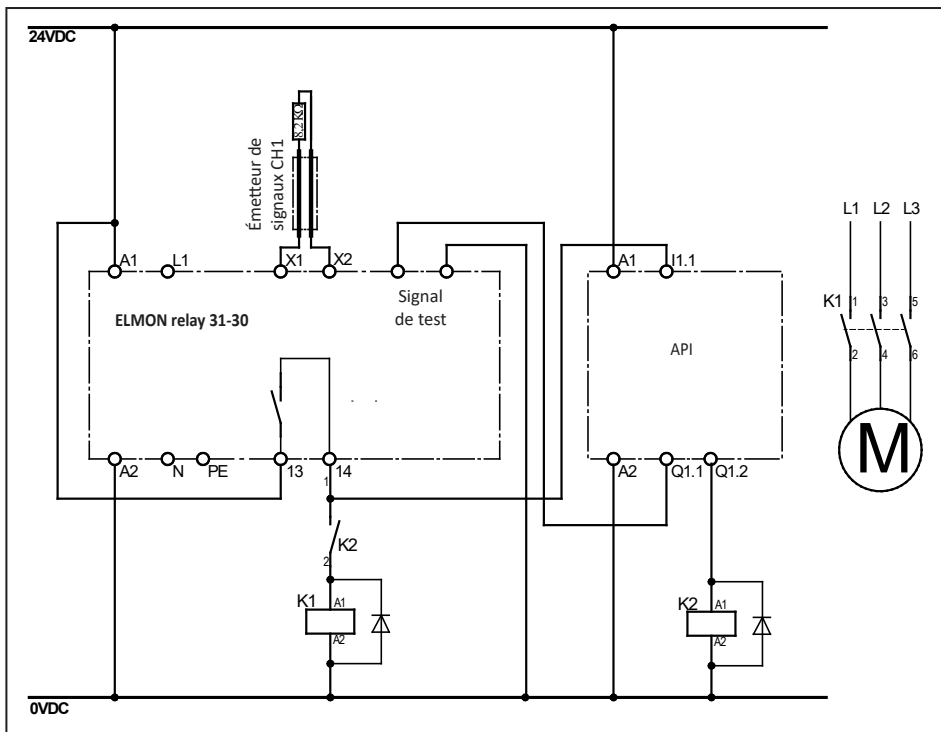 24VDC
8.2 KΩ
Émetteur de
signaux CH1
L1 L2 L3
A1 L1 X1 X2 A1 I1.1
Signal
de test
ELMON relay 31-30
API
K1 1 3 5
2 4 6
M
A2 N PE 13 14 A2 Q1.1 Q1.2
1
K2
2
K1 A1
A2
K2 A1
A2
0VDC